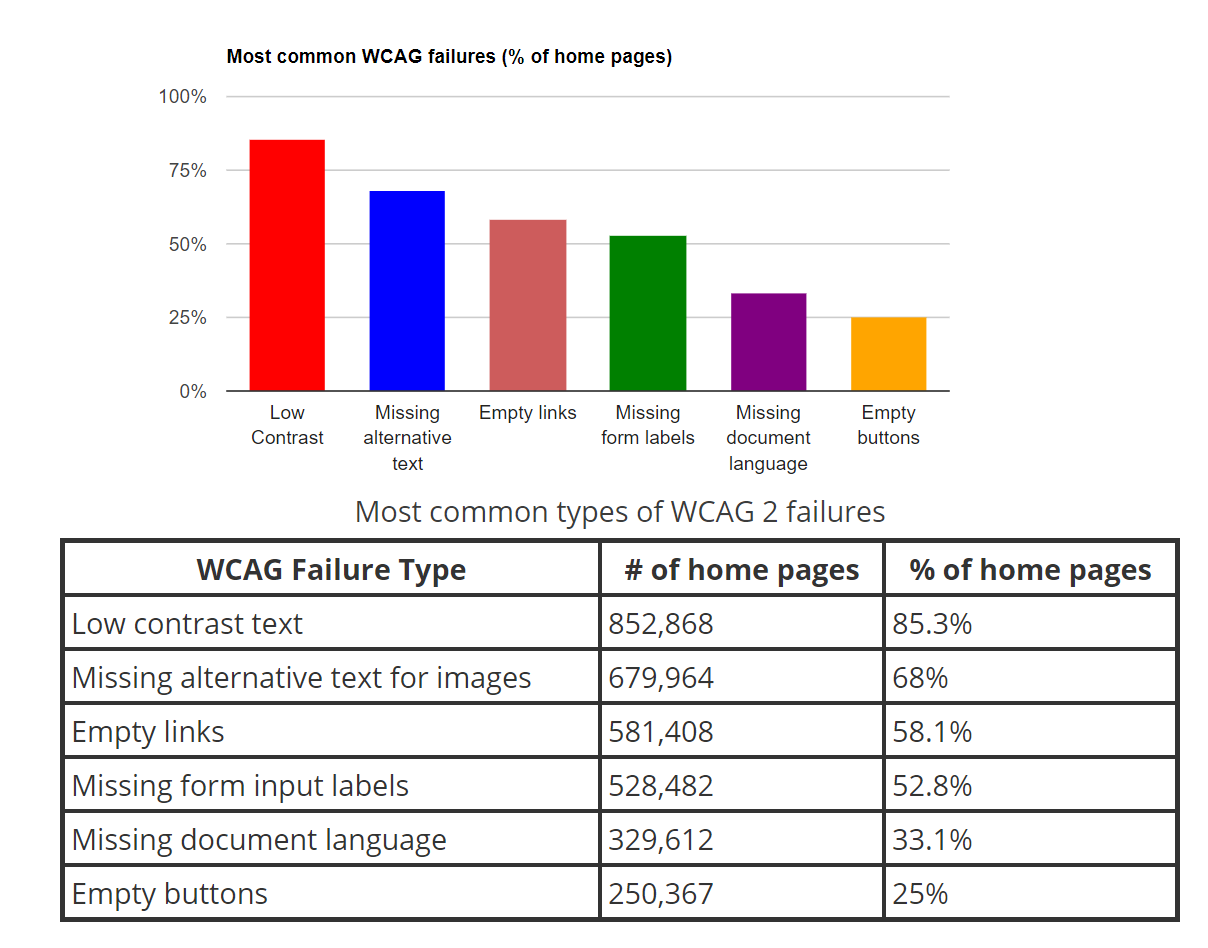 Most common WCAG failures (% of home pages)
100%
75%
50%
25%
0%
Low
Contrast
Missing
alternative
text
Empty links
Missing
form labels
Missing
document
language
Empty
buttons
Most common types of WCAG 2 failures
WCAG Failure Type # of home pages % of home pages
Low contrast text 852,868 85.3%
Missing alternative text for images 679,964 68%
Empty links 581,408 58.1%
Missing form input labels 528,482 52.8%
Missing document language 329,612 33.1%
Empty buttons 250,367 25%